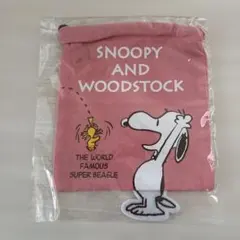 SNOOPY
AND
WOODSTOCK
THE WORLD
FAMOUS
SUPER BEAGLE